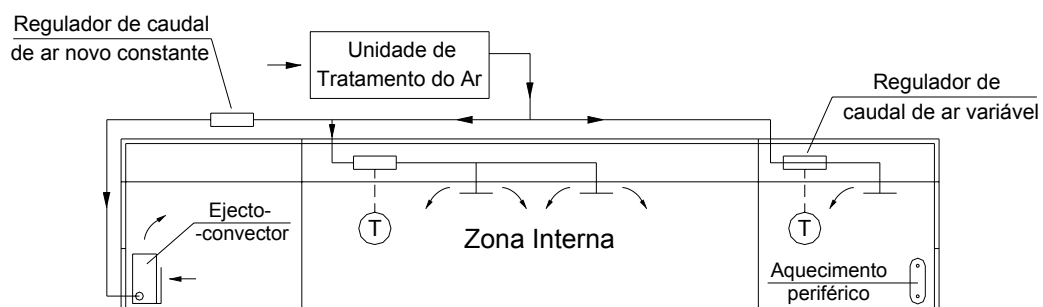 Regulador de caudal
de ar novo constante
Unidade de
Tratamento do Ar
Regulador de
caudal de ar variável
Ejecto-
-convector
T
Zona Interna
T
Aquecimento
periférico